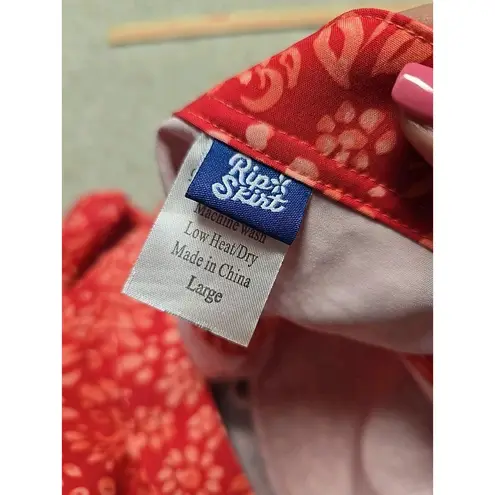 Rip
Skirt
Machine wash
Low Heat/Dry
Made in China
Large